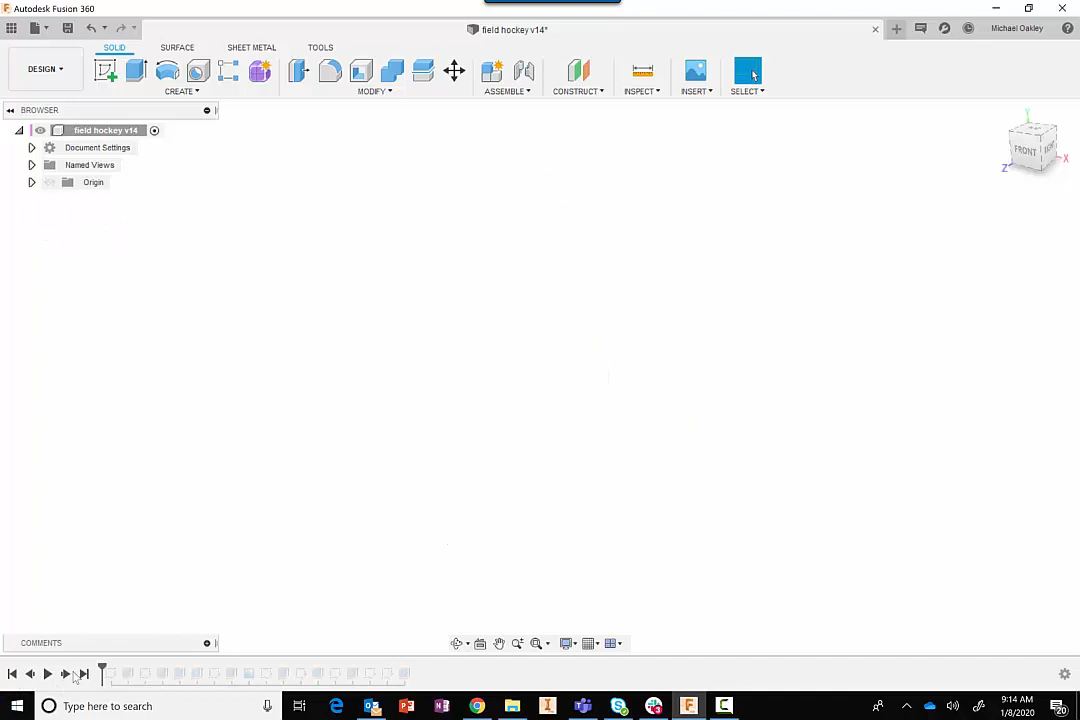 Autodesk Fusion 360
field hockey v14*
Michael Oakley
DESIGN
SOLID
SURFACE
SHEET METAL
TOOLS
CREATE
MODIFY
ASSEMBLE
CONSTRUCT
INSPECT
INSERT
SELECT
BROWSER
field hockey v14
Document Settings
Named Views
Origin
Y
FRONT
X
Z
COMMENTS
Type here to search
9:14 AM
1/8/2020
20